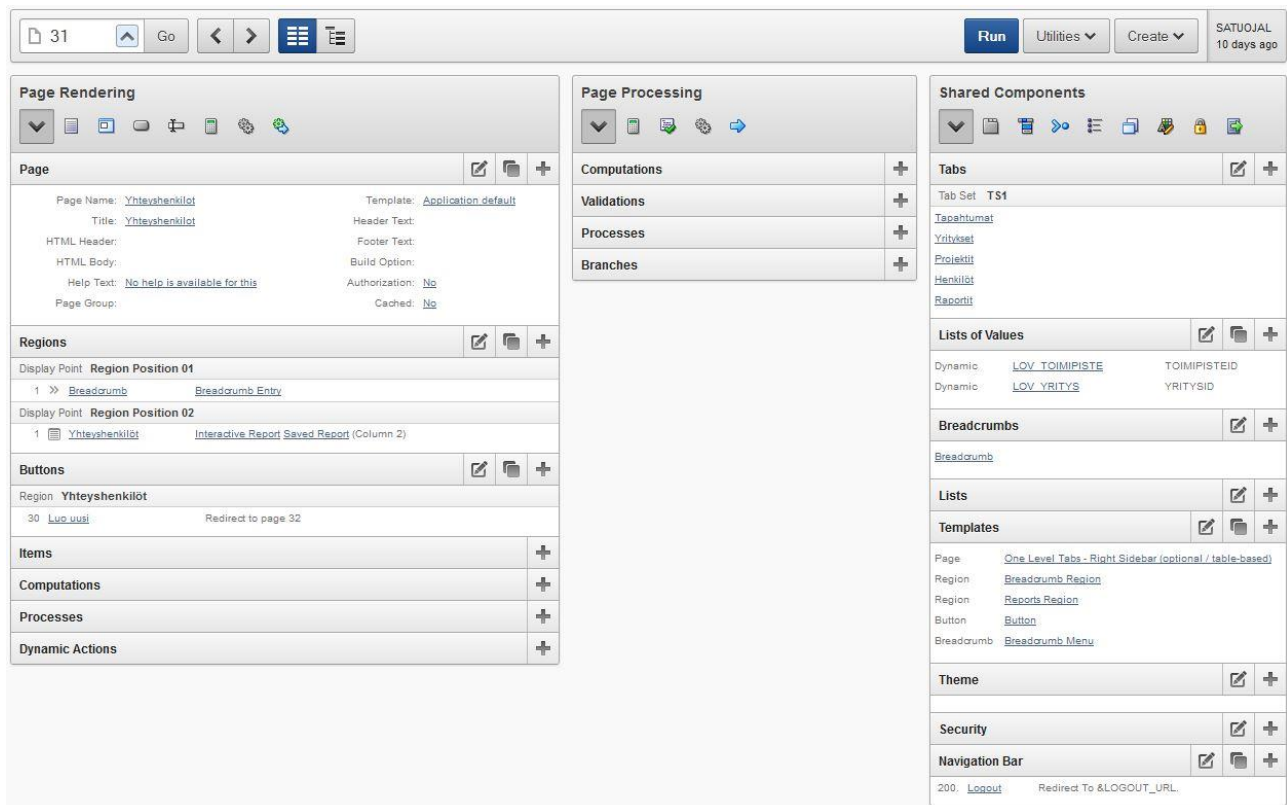 31
Go
Run
Utilities
Create
SATUOJAL
10 days ago
Page Rendering
Page
Page Name: Yhteyshenkilot
Template: Application default
Title: Yhteyshenkilot
Header Text:
HTML Header:
Footer Text:
HTML Body:
Build Option:
Help Text: No help is available for this
Authorization: No
Page Group:
Cached: No
Regions
Display Point Region Position 01
1 Breadcrumb Breadcrumb Entry
Display Point Region Position 02
1 Yhteyshenkilöt Interactive Report Saved Report (Column 2)
Buttons
Region Yhteyshenkilöt
30 Luo uusi Redirect to page 32
Items
Computations
Processes
Dynamic Actions
Page Processing
Computations
Validations
Processes
Branches
Shared Components
Tabs
Tab Set TS1
Tapahtumat
Yritykset
Projektit
Henkilöt
Raportit
Lists of Values
Dynamic LOV_TOIMIPISTE TOIMIPISTEID
Dynamic LOV_YRITYS YRITYSID
Breadcrumbs
Breadcrumb
Lists
Templates
Page One Level Tabs - Right Sidebar (optional / table-based)
Region Breadcrumb Region
Region Reports Region
Button Button
Breadcrumb Breadcrumb Menu
Theme
Security
Navigation Bar
200. Logout Redirect To &LOGOUT_URL.